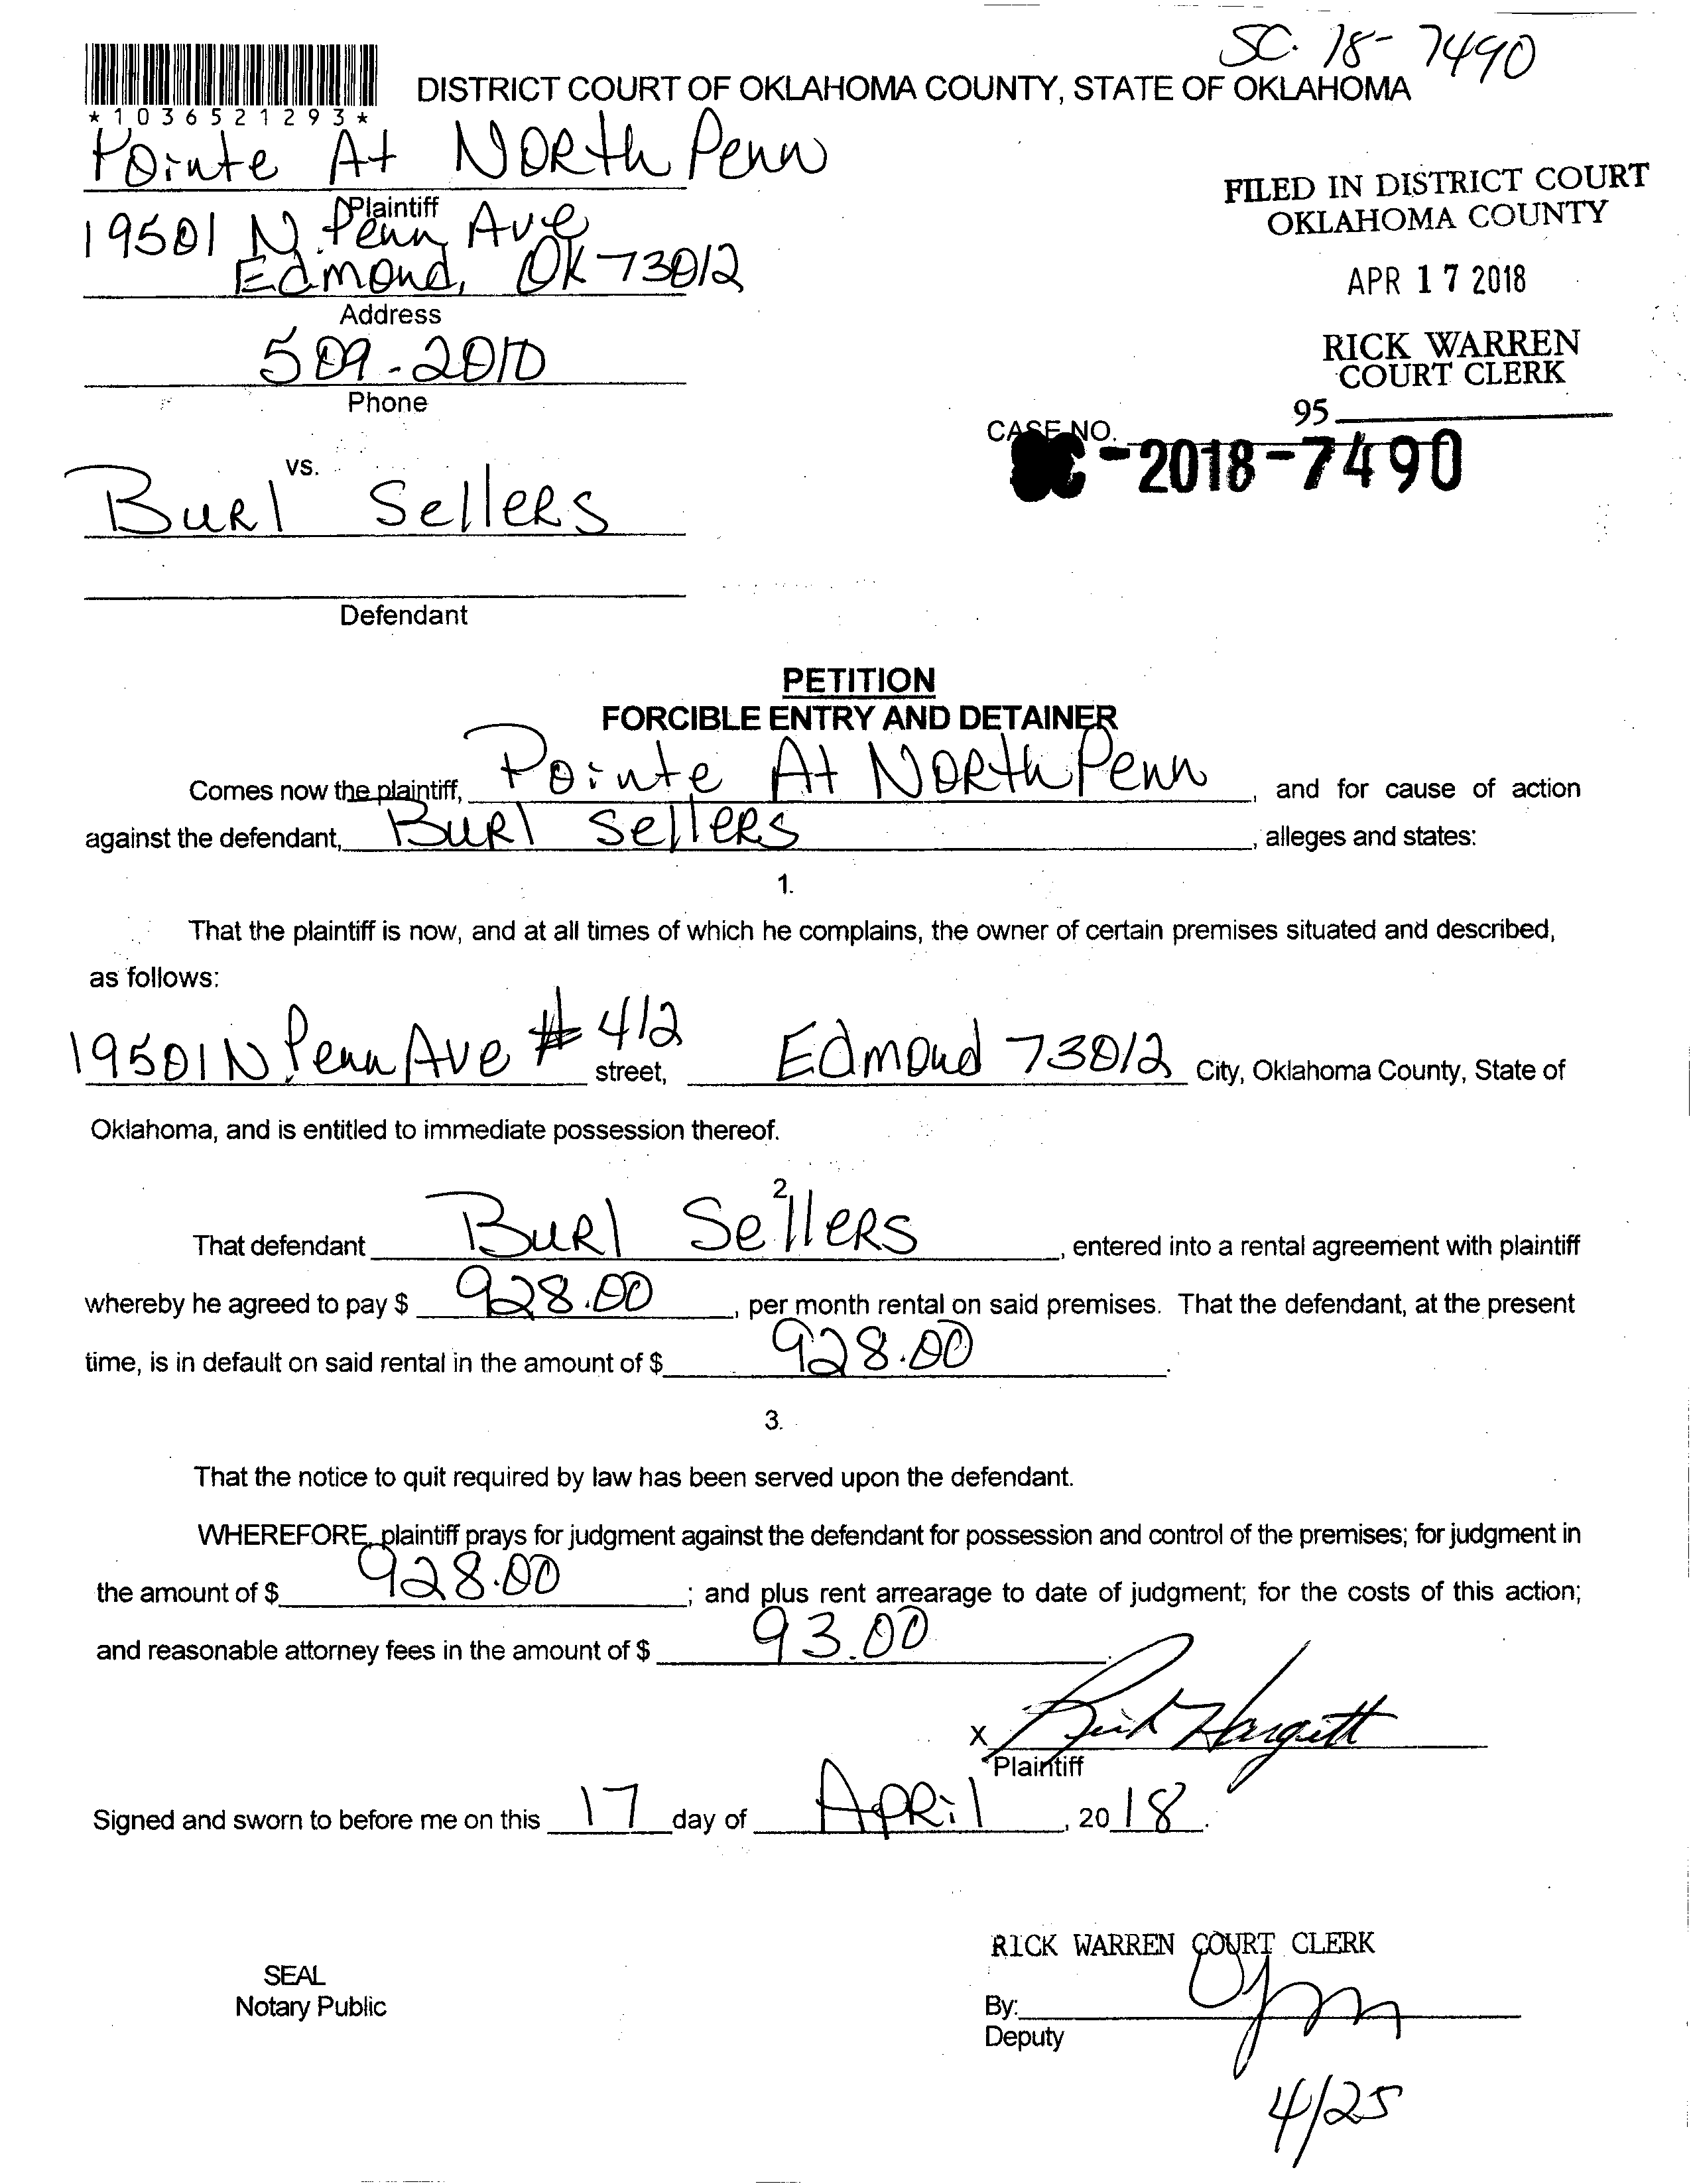 SC. 18-7490
DISTRICT COURT OF OKLAHOMA COUNTY, STATE OF OKLAHOMA
*1036521293*
Pointe At North Penn
Plaintiff
19501 N. Penn Ave
Edmond, OK 73012
Address
509-2010
Phone
FILED IN DISTRICT COURT
OKLAHOMA COUNTY
APR 17 2018
RICK WARREN
COURT CLERK
95
CASE NO.
C-2018-7490
vs.
Burl Sellers
Defendant
PETITION
FORCIBLE ENTRY AND DETAINER
Comes now the plaintiff, Pointe At North Penn, and for cause of action
against the defendant, Burl Sellers, alleges and states:
1.
That the plaintiff is now, and at all times of which he complains, the owner of certain premises situated and described,
as follows:
19501 N Penn Ave # 412 street, Edmond 73012 City, Oklahoma County, State of
Oklahoma, and is entitled to immediate possession thereof.
2.
That defendant Burl Sellers, entered into a rental agreement with plaintiff
whereby he agreed to pay $ 928.00, per month rental on said premises. That the defendant, at the present
time, is in default on said rental in the amount of $ 928.00.
3.
That the notice to quit required by law has been served upon the defendant.
WHEREFORE, plaintiff prays for judgment against the defendant for possession and control of the premises; for judgment in
the amount of $ 928.00; and plus rent arrearage to date of judgment; for the costs of this action;
and reasonable attorney fees in the amount of $ 93.00.
X
Plaintiff
Signed and sworn to before me on this 17 day of April, 2018.
RICK WARREN COURT CLERK
SEAL
Notary Public
By:
Deputy
4/25